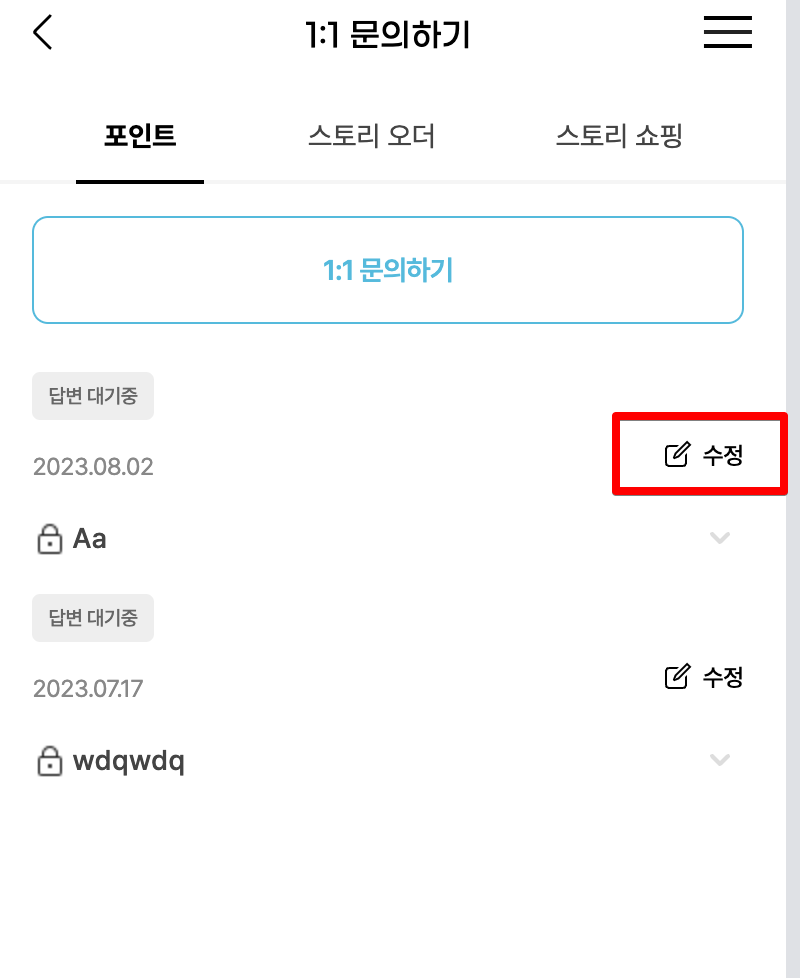 1:1 문의하기
포인트 스토리 오더 스토리 쇼핑
1:1 문의하기
답변 대기중
수정
2023.08.02
Aa
답변 대기중
수정
2023.07.17
wdqwdq